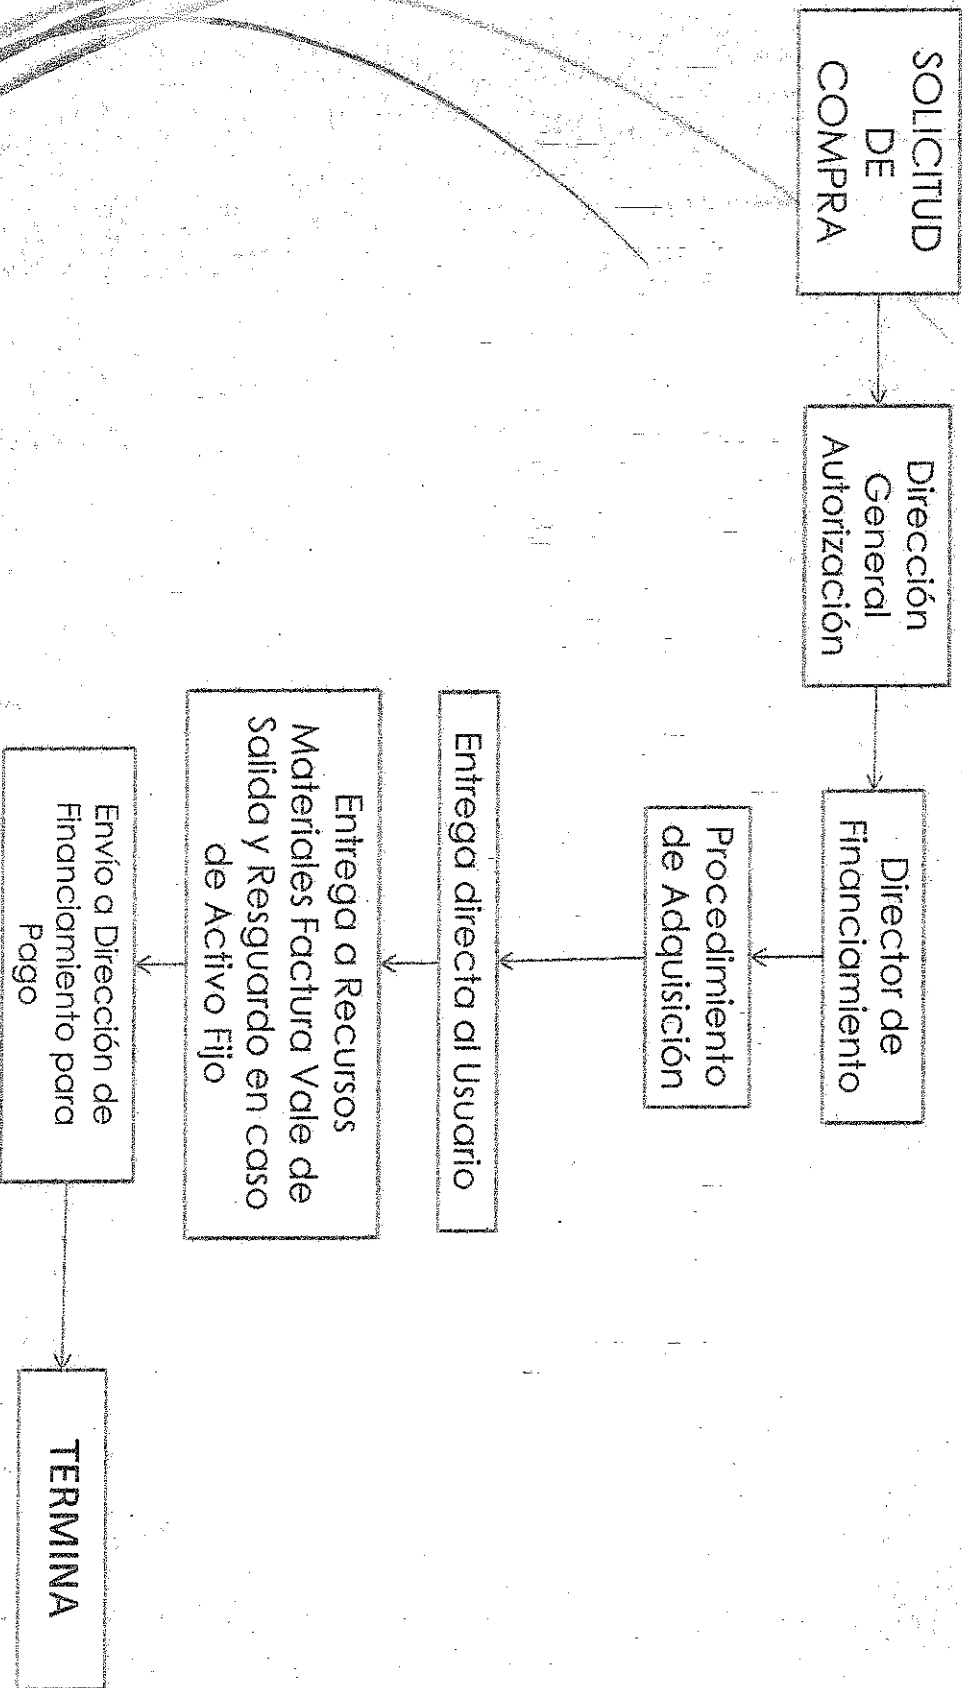 SOLICITUD
DE
COMPRA
Dirección
General
Autorización
Director de
Financiamiento
Procedimiento
de Adquisición
Entrega directa al Usuario
Entrega a Recursos
Materiales Factura Vale de
Salida y Resguardo en caso
de Activo Fijo
Envío a Dirección de
Financiamiento para
Pago
TERMINA